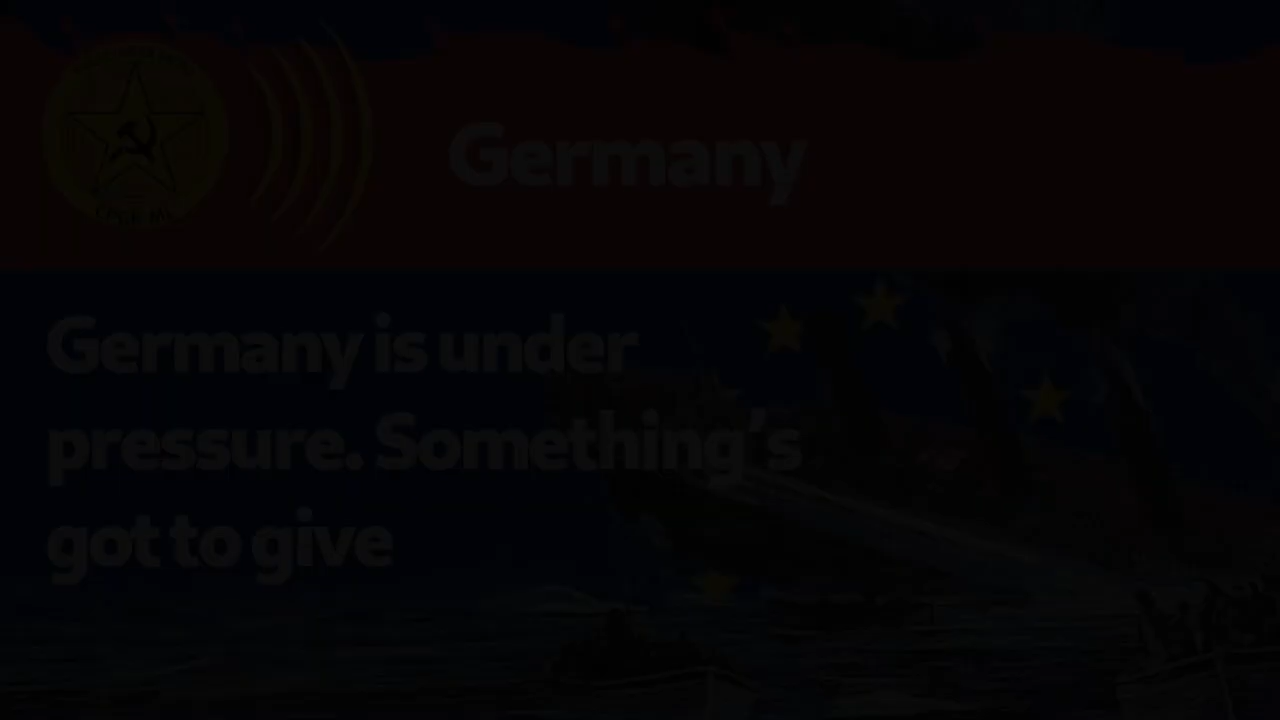 Germany
Germany is under
pressure. Something's
got to give